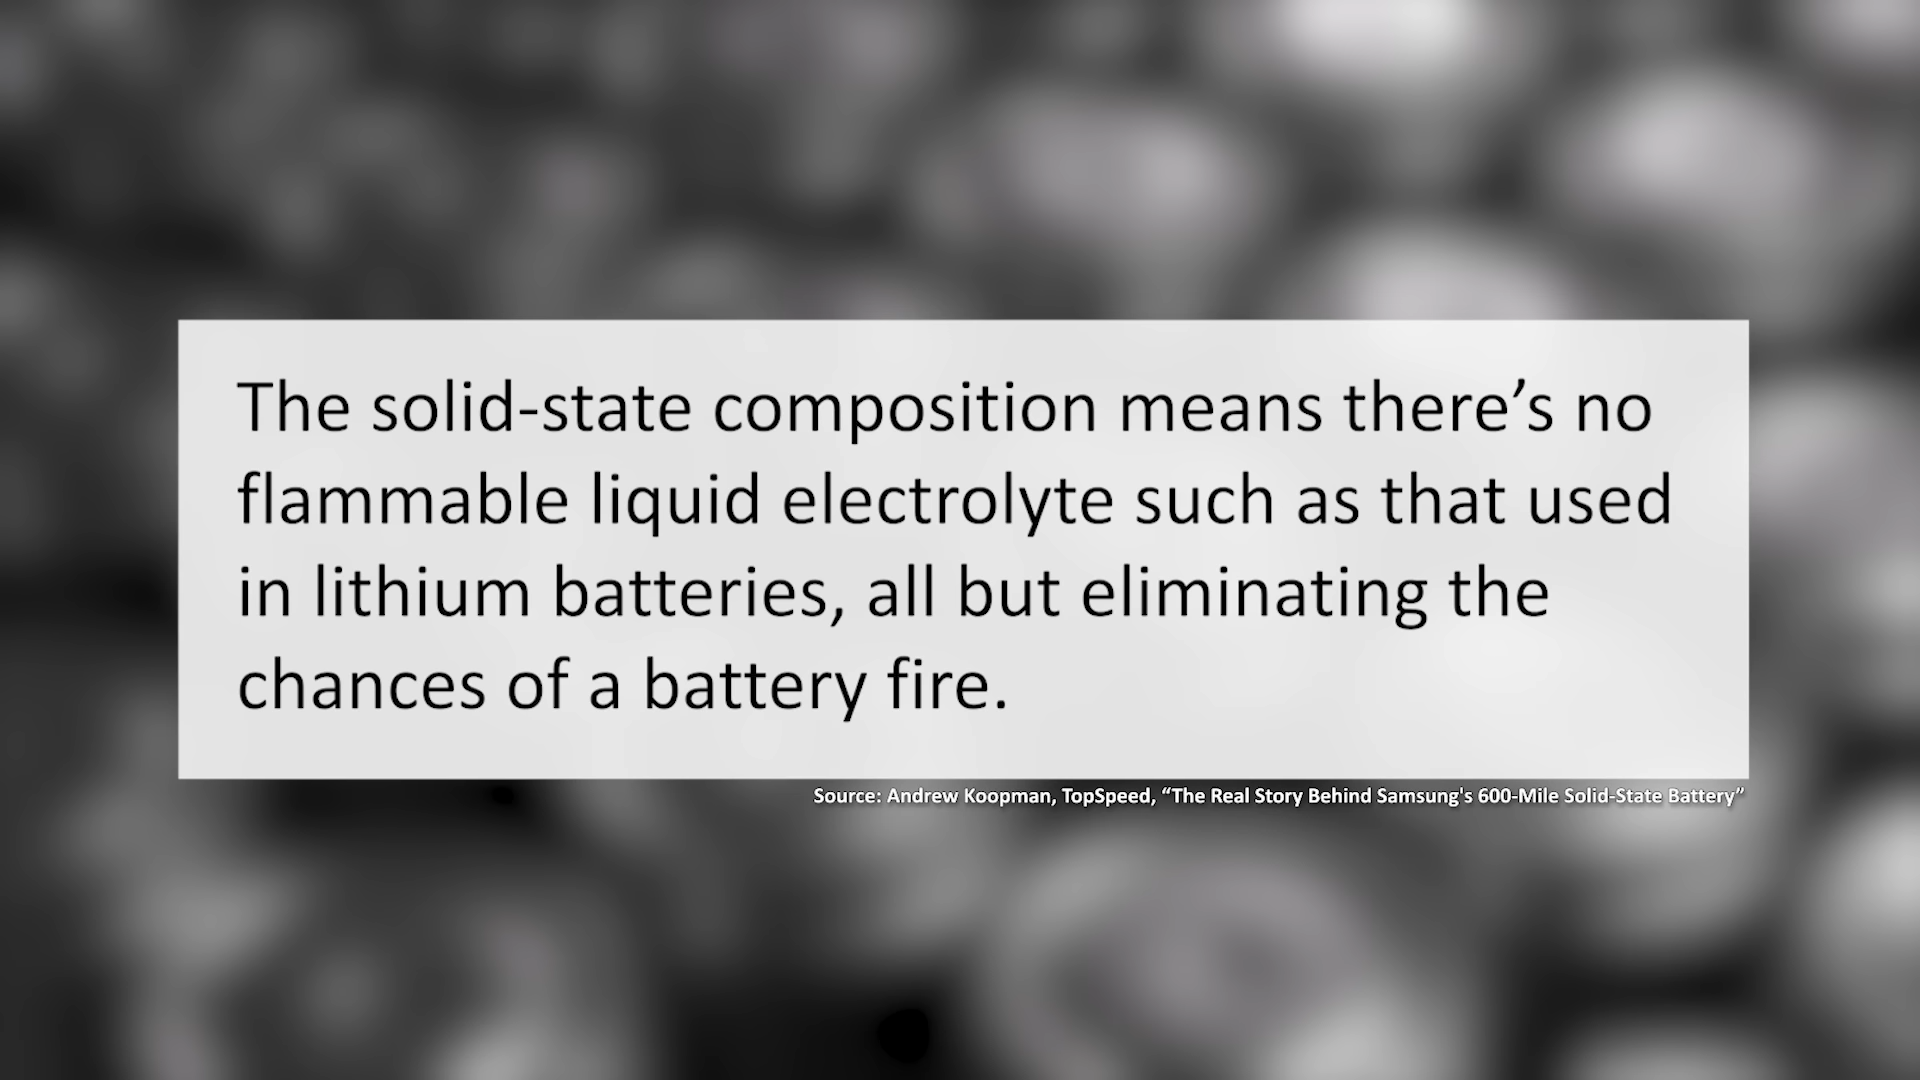 The solid-state composition means there’s no
flammable liquid electrolyte such as that used
in lithium batteries, all but eliminating the
chances of a battery fire.
Source: Andrew Koopman, TopSpeed, “The Real Story Behind Samsung's 600-Mile Solid-State Battery”